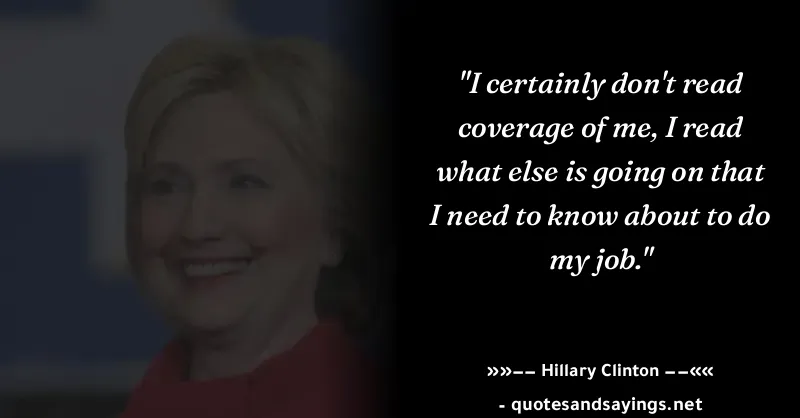 "I certainly don't read
coverage of me, I read
what else is going on that
I need to know about to do
my job."
»»−− Hillary Clinton −−««
- quotesandsayings.net